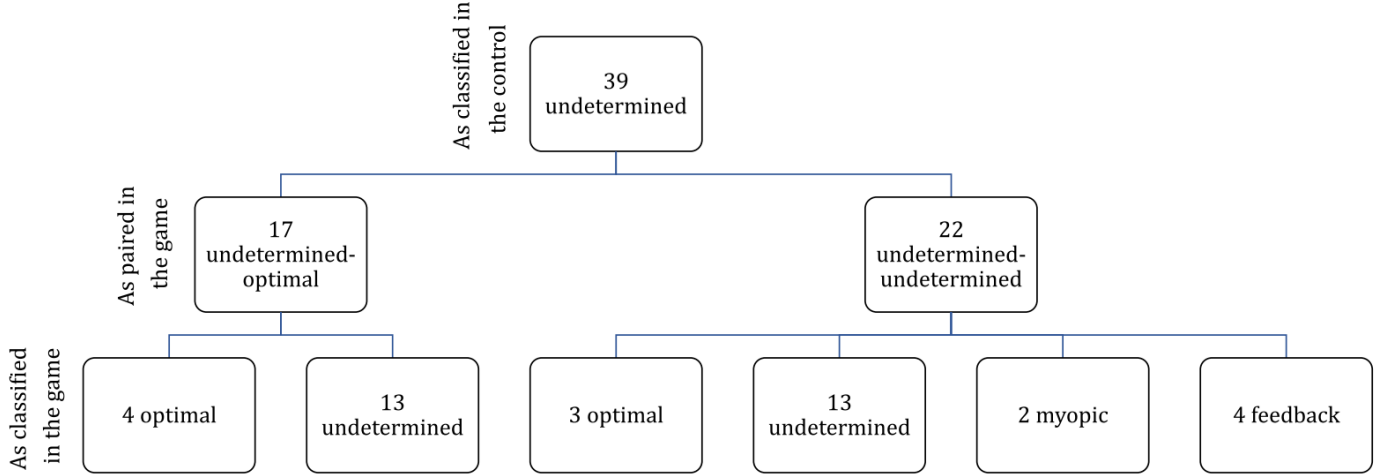 As classified in
the control
39
undetermined
As paired in
the game
17
undetermined-
optimal
22
undetermined-
undetermined
As classified
in the game
4 optimal
13
undetermined
3 optimal
13
undetermined
2 myopic
4 feedback